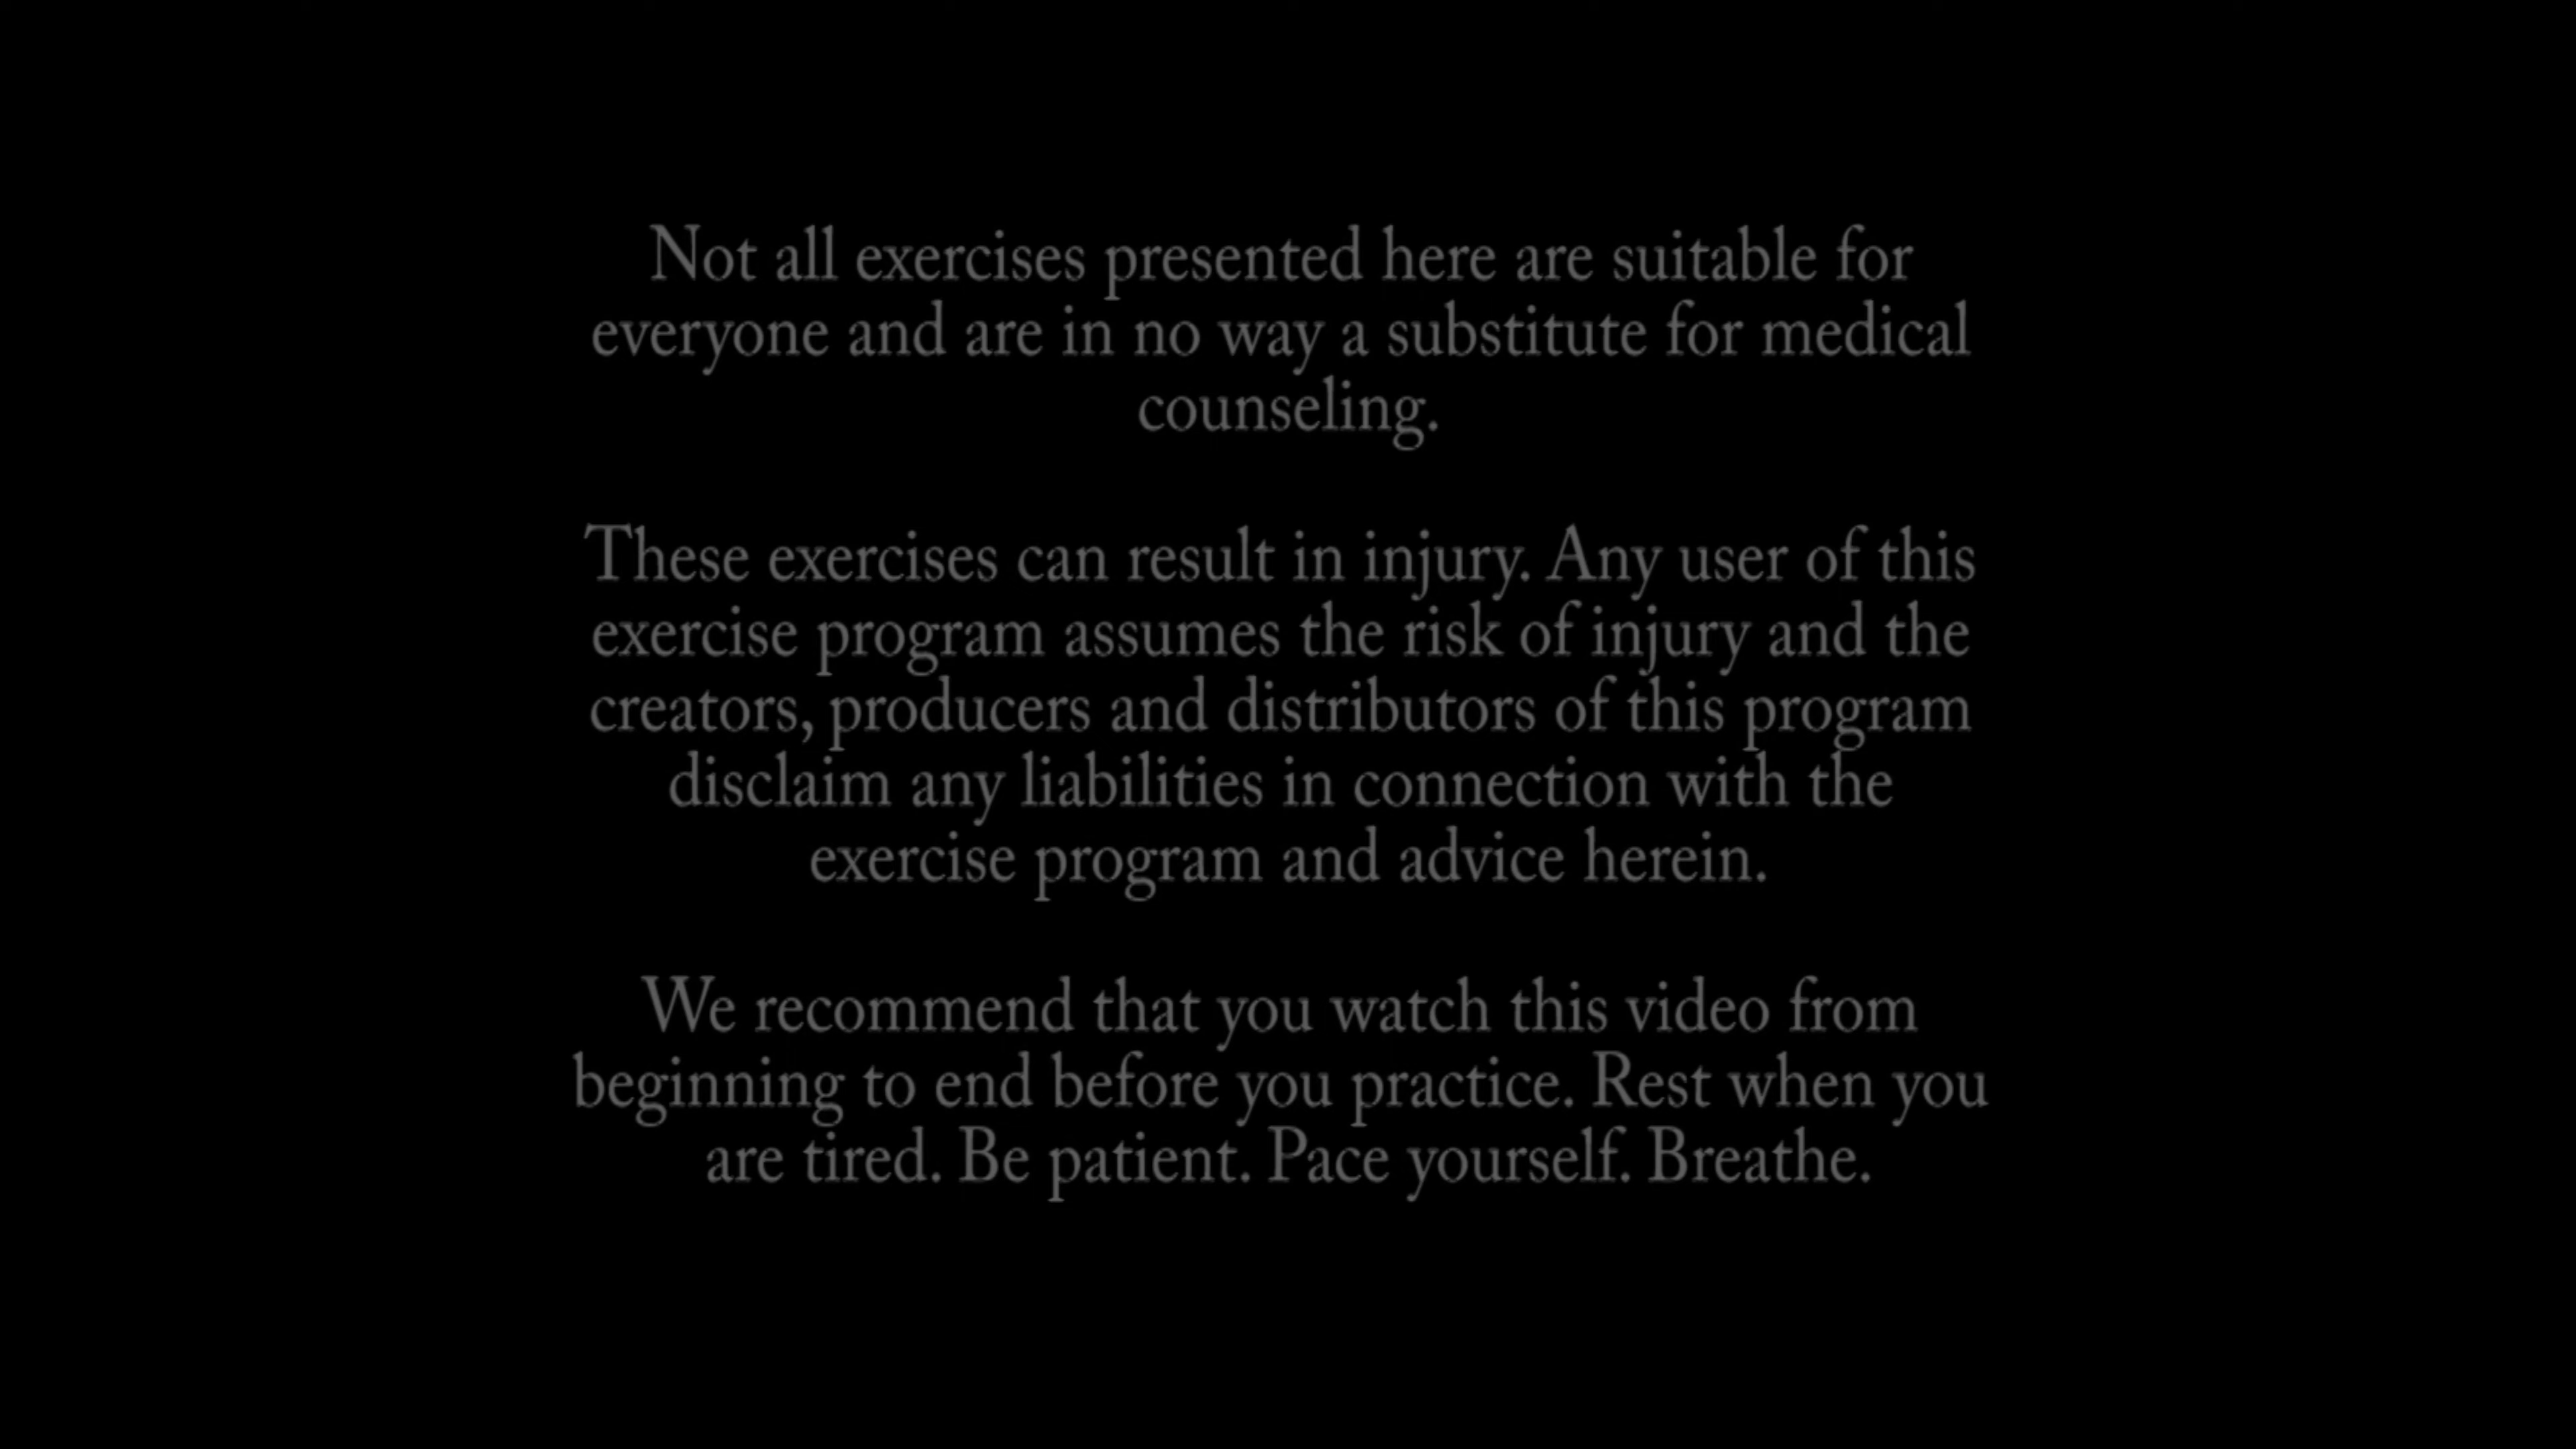 Not all exercises presented here are suitable for
everyone and are in no way a substitute for medical
counseling.
These exercises can result in injury. Any user of this
exercise program assumes the risk of injury and the
creators, producers and distributors of this program
disclaim any liabilities in connection with the
exercise program and advice herein.
We recommend that you watch this video from
beginning to end before you practice. Rest when you
are tired. Be patient. Pace yourself. Breathe.